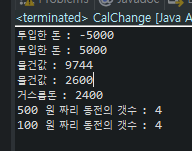 Problems Javadoc
<terminated> CalChange [Java A
투입한 돈 : -5000
투입한 돈 : 5000
물건값 : 9744
물건값 : 2600
거스름돈 : 2400
500 원 짜리 동전의 갯수 : 4
100 원 짜리 동전의 갯수 : 4